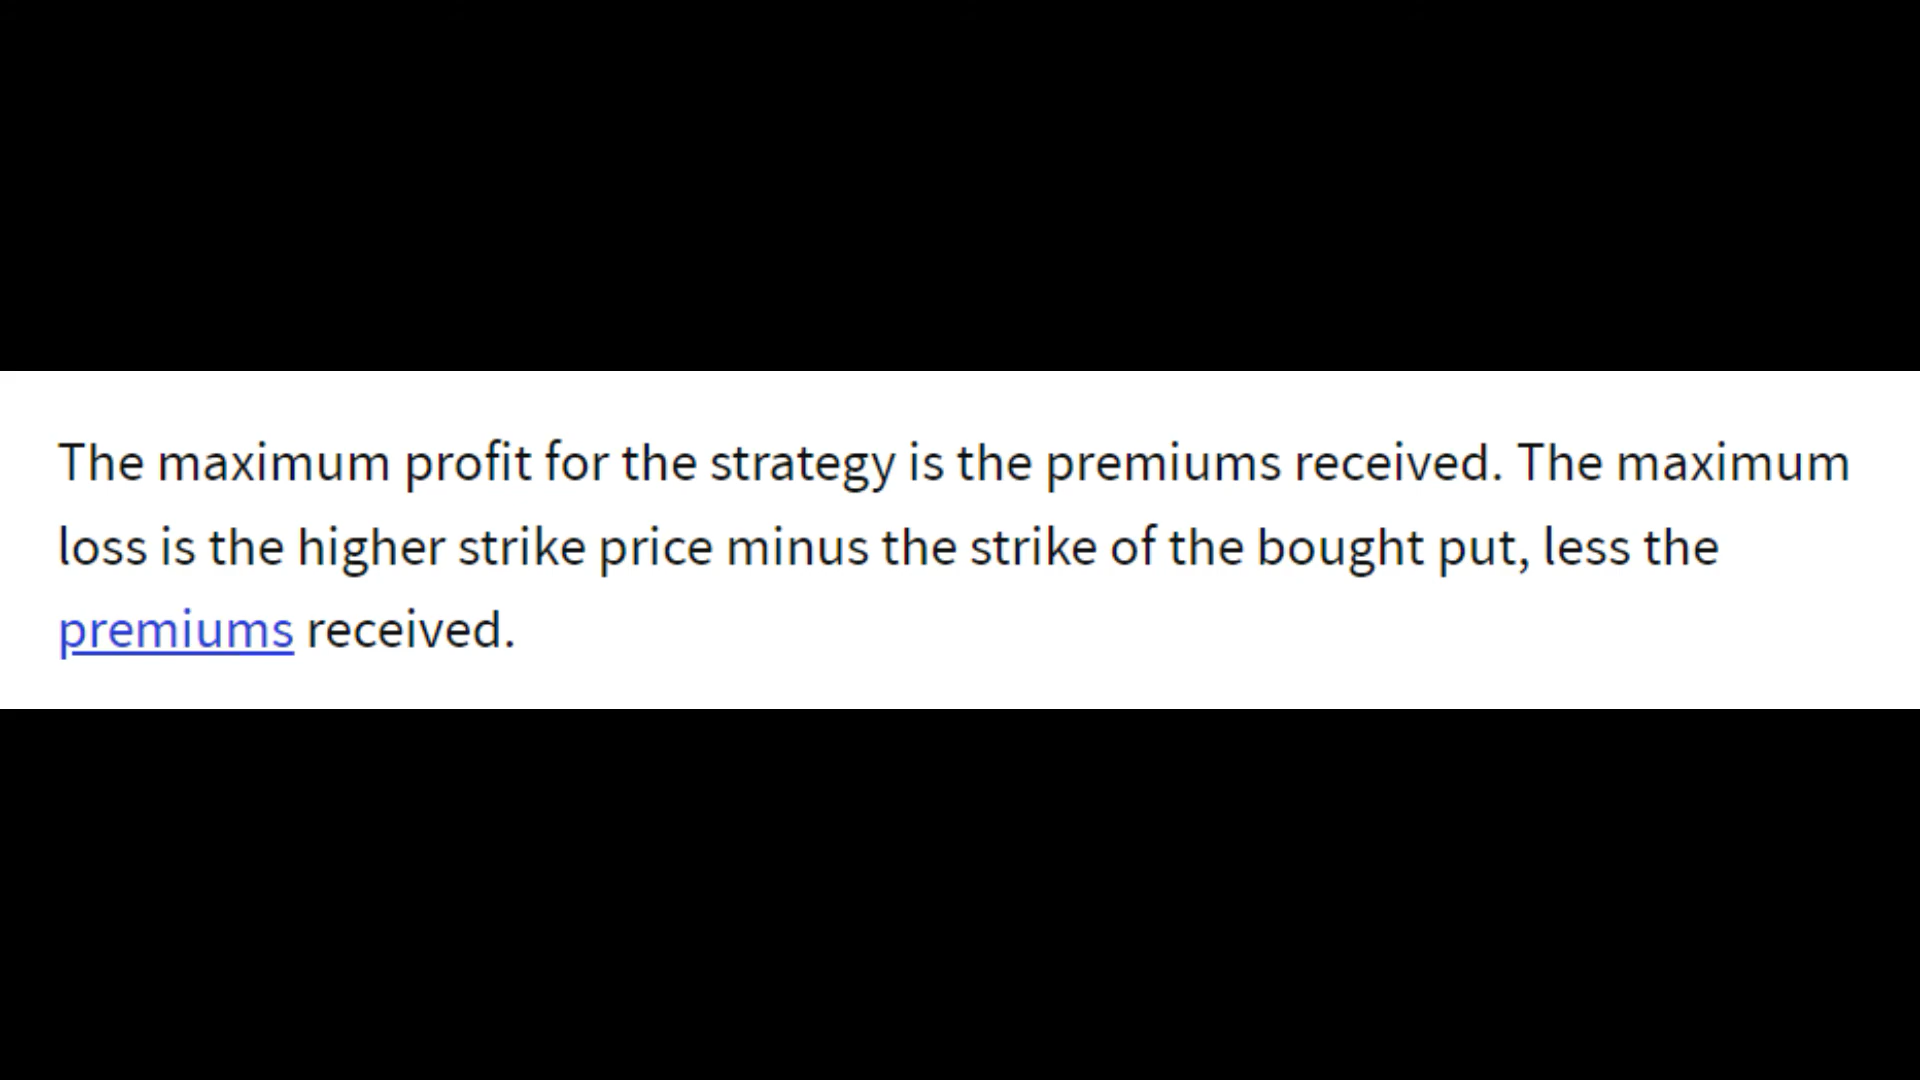 The maximum profit for the strategy is the premiums received. The maximum
loss is the higher strike price minus the strike of the bought put, less the
premiums received.